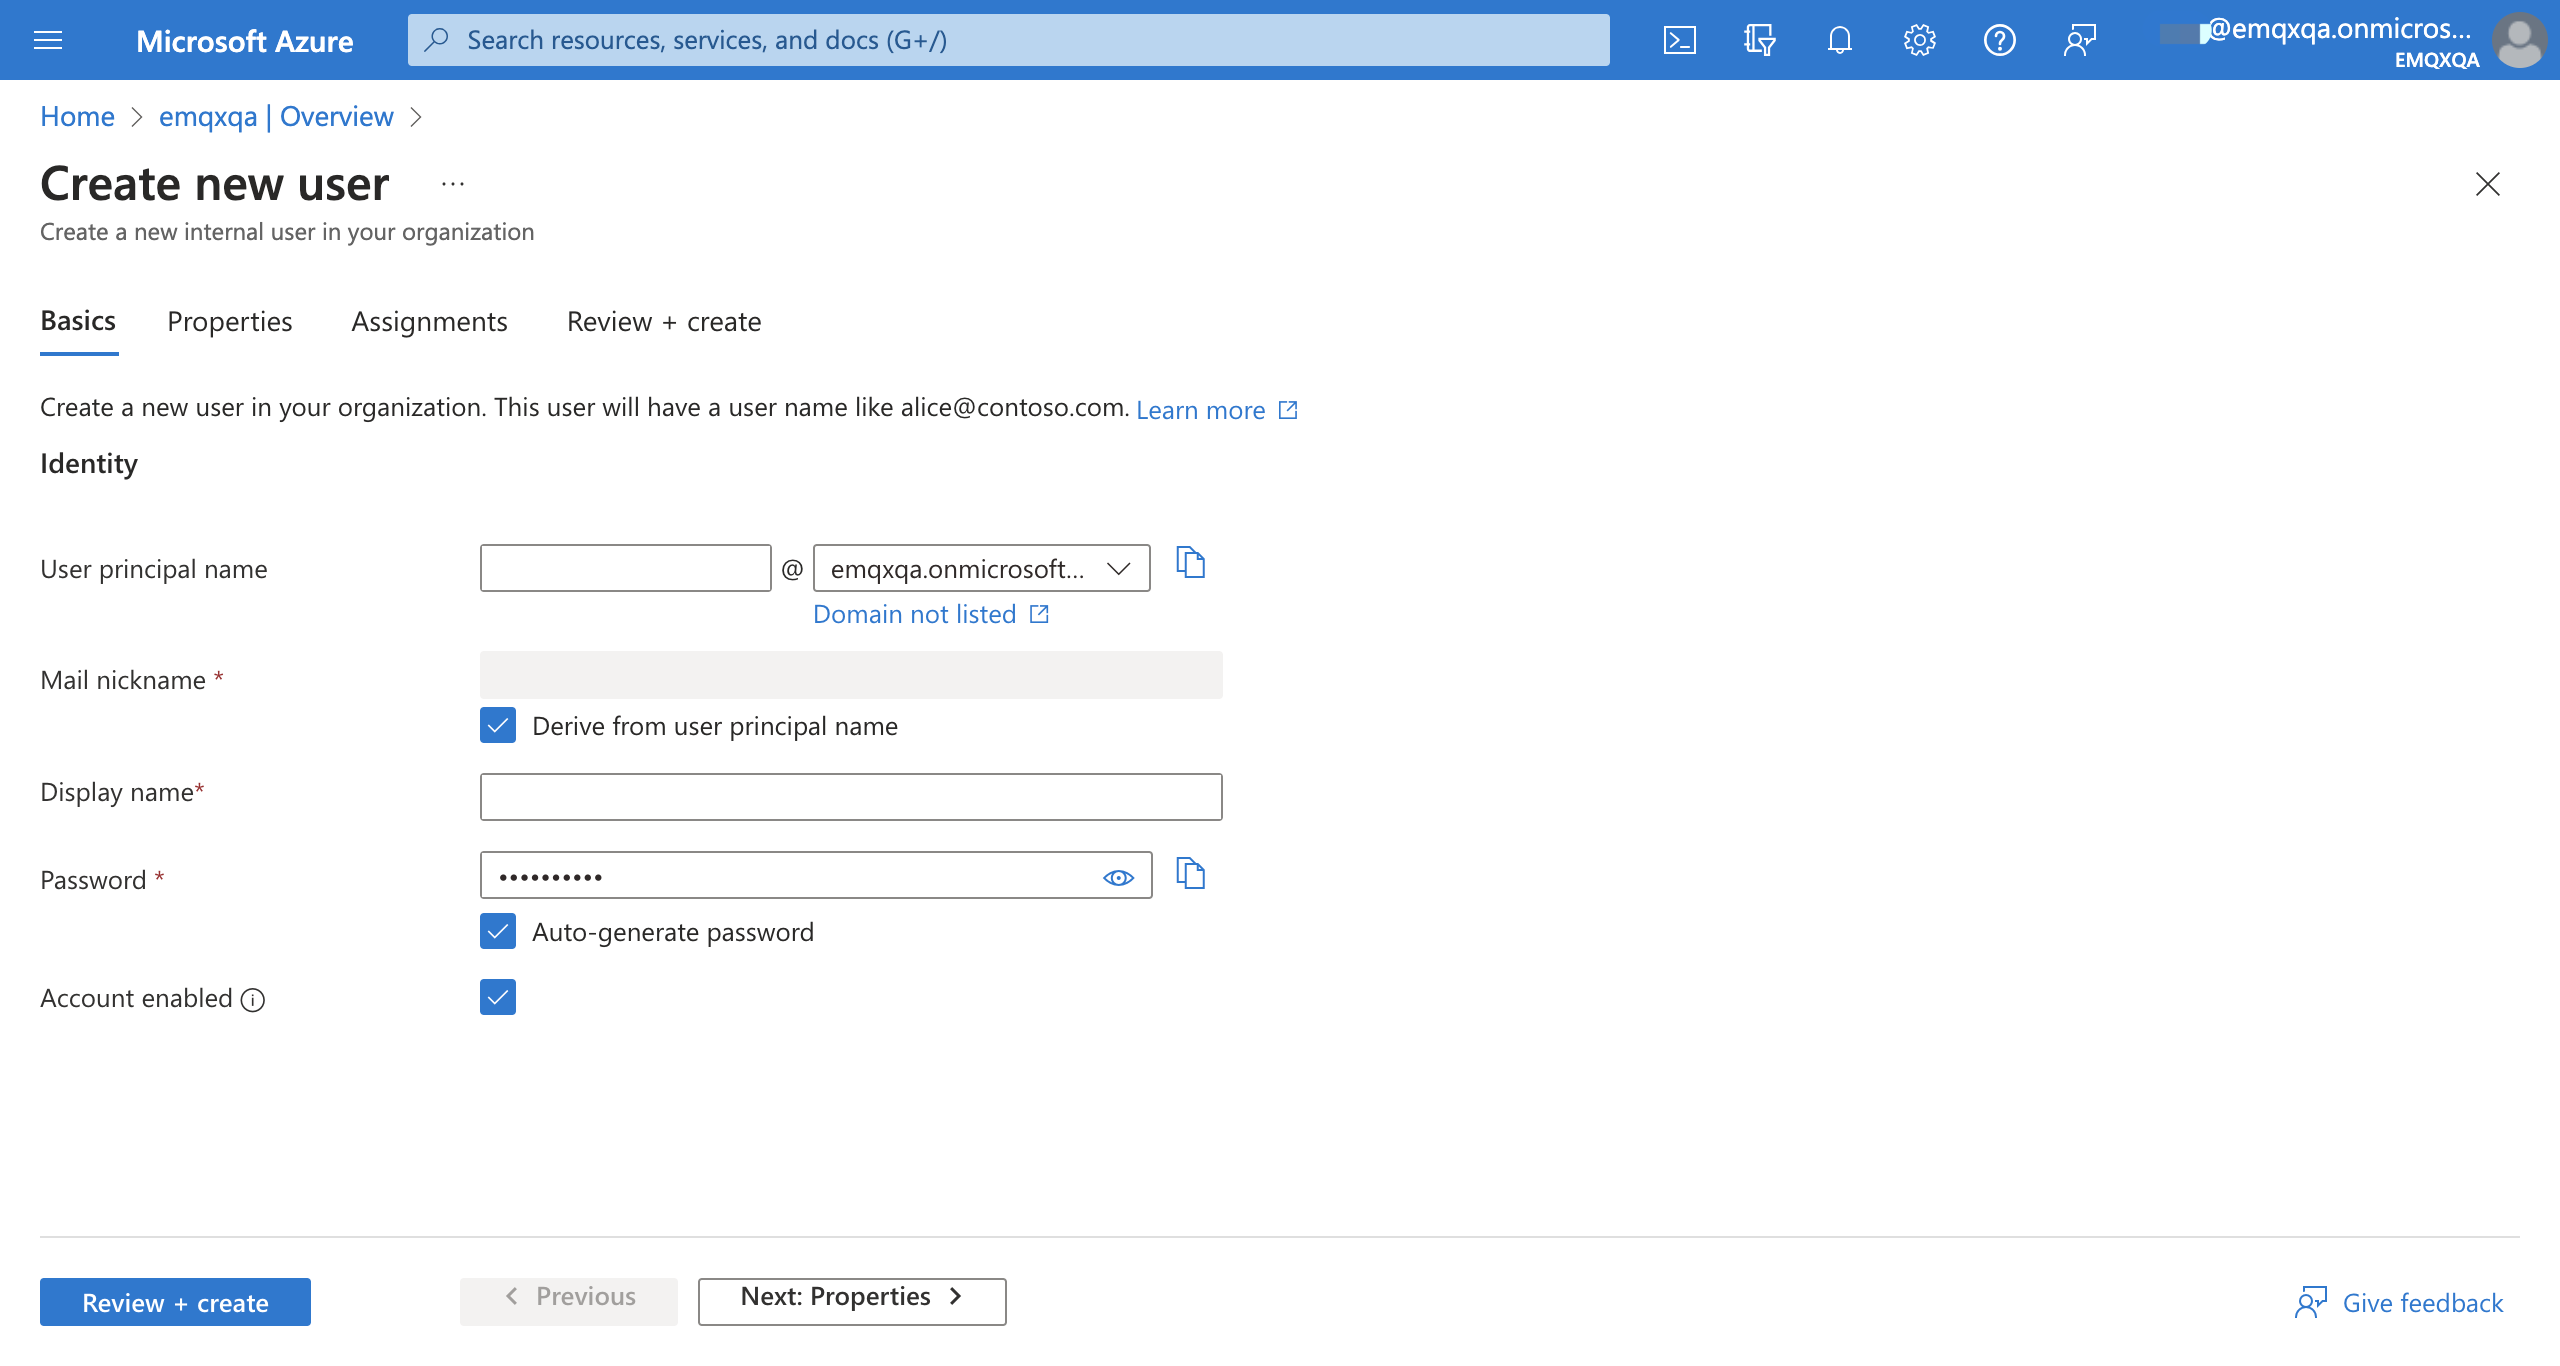 Microsoft Azure
Search resources, services, and docs (G+/)
@emqxqa.onmicros...
EMQXQA
Home > emqxqa | Overview >
Create new user ...
Create a new internal user in your organization
Basics Properties Assignments Review + create
Create a new user in your organization. This user will have a user name like alice@contoso.com. Learn more
Identity
User principal name @ emqxqa.onmicrosoft...
Domain not listed
Mail nickname *
Derive from user principal name
Display name*
Password * ••••••••••
Auto-generate password
Account enabled
Review + create < Previous Next: Properties > Give feedback